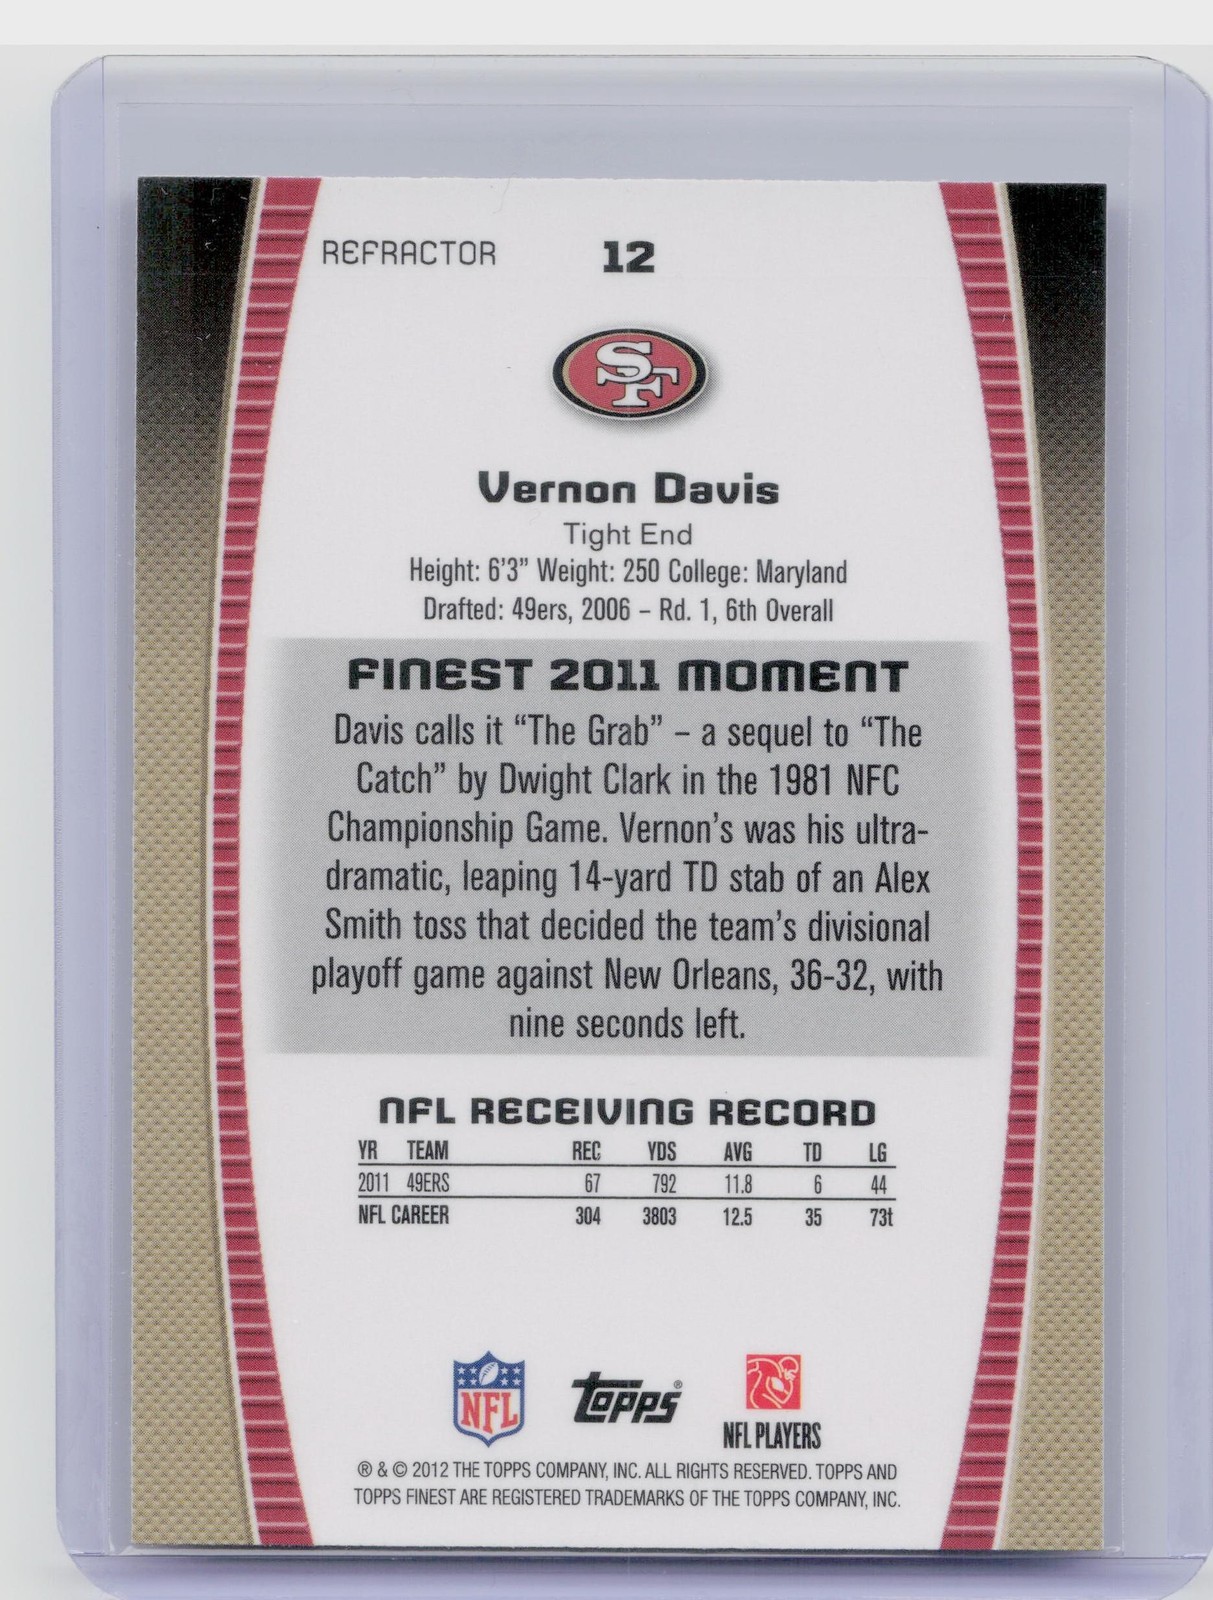 REFRACTOR 12
SF
Vernon Davis
Tight End
Height: 6'3” Weight: 250 College: Maryland
Drafted: 49ers, 2006 – Rd. 1, 6th Overall
FINEST 2011 MOMENT
Davis calls it “The Grab” – a sequel to “The
Catch” by Dwight Clark in the 1981 NFC
Championship Game. Vernon’s was his ultra-
dramatic, leaping 14-yard TD stab of an Alex
Smith toss that decided the team’s divisional
playoff game against New Orleans, 36-32, with
nine seconds left.
NFL RECEIVING RECORD
YR TEAM REC YDS AVG TD LG
2011 49ERS 67 792 11.8 6 44
NFL CAREER 304 3803 12.5 35 73t
NFL topps® NFL PLAYERS
® & © 2012 THE TOPPS COMPANY, INC. ALL RIGHTS RESERVED. TOPPS AND
TOPPS FINEST ARE REGISTERED TRADEMARKS OF THE TOPPS COMPANY, INC.